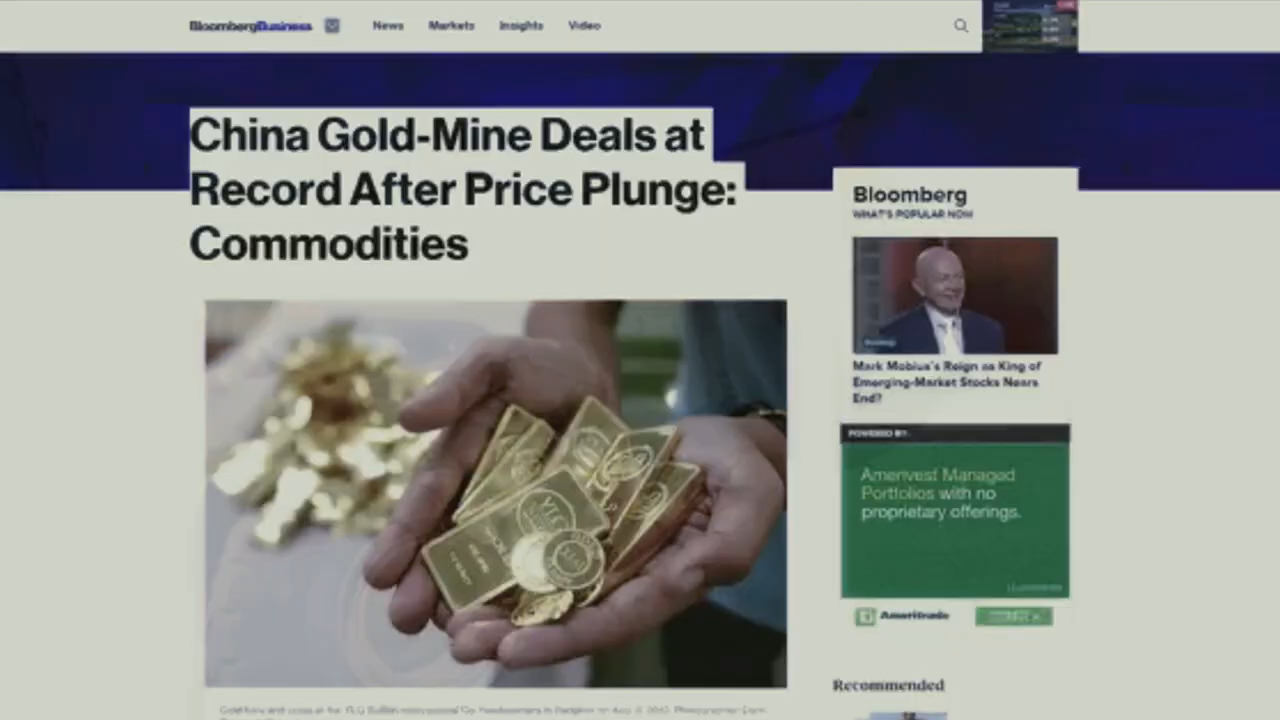 BloombergBusiness
News
Markets
Insights
Video
China Gold-Mine Deals at
Record After Price Plunge:
Commodities
Bloomberg
WHAT'S POPULAR NOW
Mark Mobius's Reign as King of
Emerging-Market Stocks Nears
End?
POWERED BY:
Amerivest Managed
Portfolios with no
proprietary offerings.
Ameritrade
Recommended